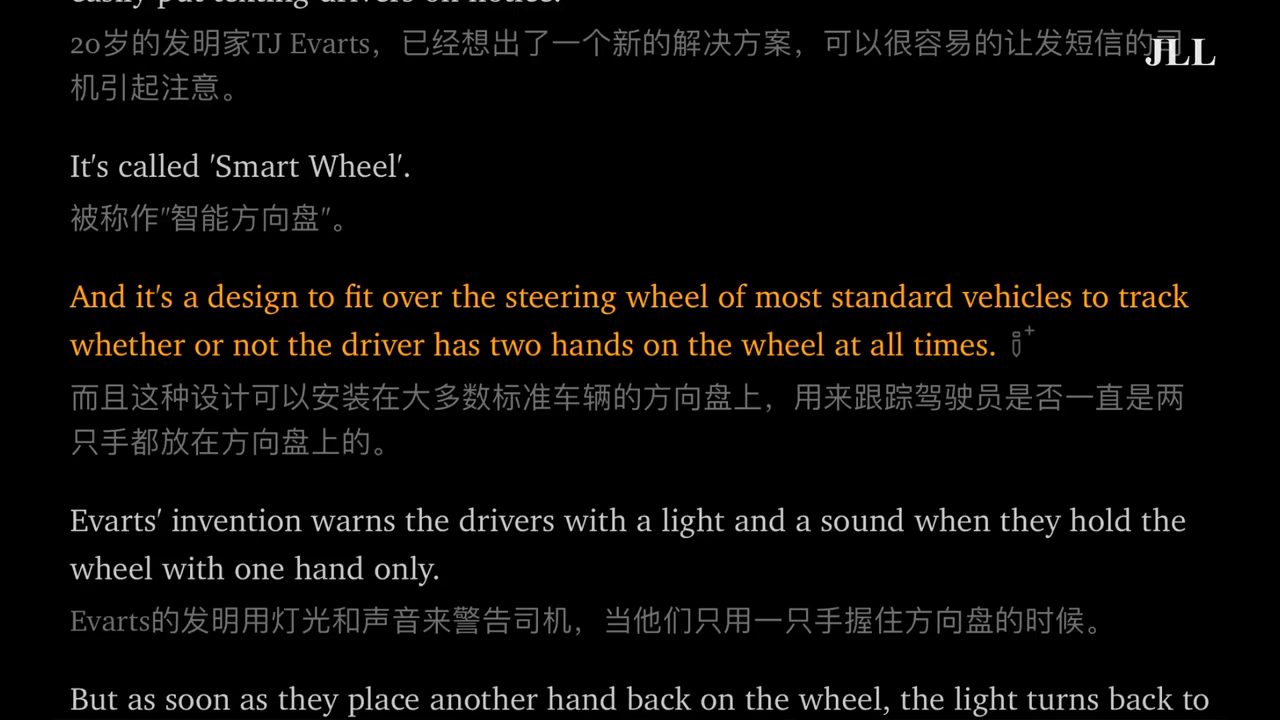 easily put texting drivers on notice.
20岁的发明家TJ Evarts，已经想出了一个新的解决方案，可以很容易的让发短信的司
JLL
机引起注意。
It's called 'Smart Wheel'.
被称作"智能方向盘"。
And it's a design to fit over the steering wheel of most standard vehicles to track
whether or not the driver has two hands on the wheel at all times.
而且这种设计可以安装在大多数标准车辆的方向盘上，用来跟踪驾驶员是否一直是两
只手都放在方向盘上的。
Evarts' invention warns the drivers with a light and a sound when they hold the
wheel with one hand only.
Evarts的发明用灯光和声音来警告司机，当他们只用一只手握住方向盘的时候。
But as soon as they place another hand back on the wheel, the light turns back to